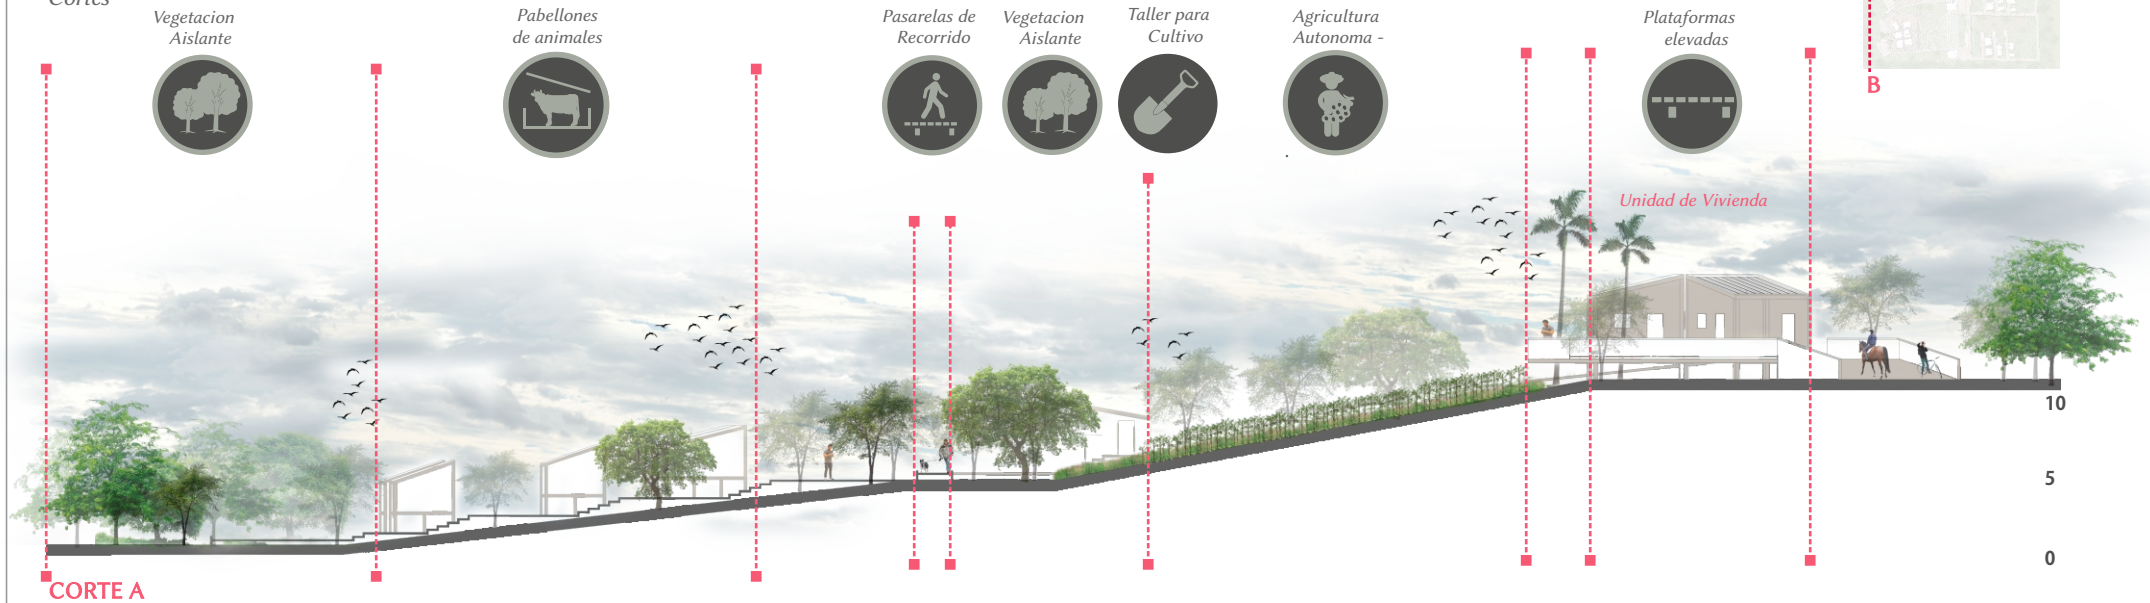 Cortes
Vegetacion
Aislante
Pabellones
de animales
Pasarelas de
Recorrido
Vegetacion
Aislante
Taller para
Cultivo
Agricultura
Autonoma -
Plataformas
elevadas
B
Unidad de Vivienda
10
5
0
CORTE A